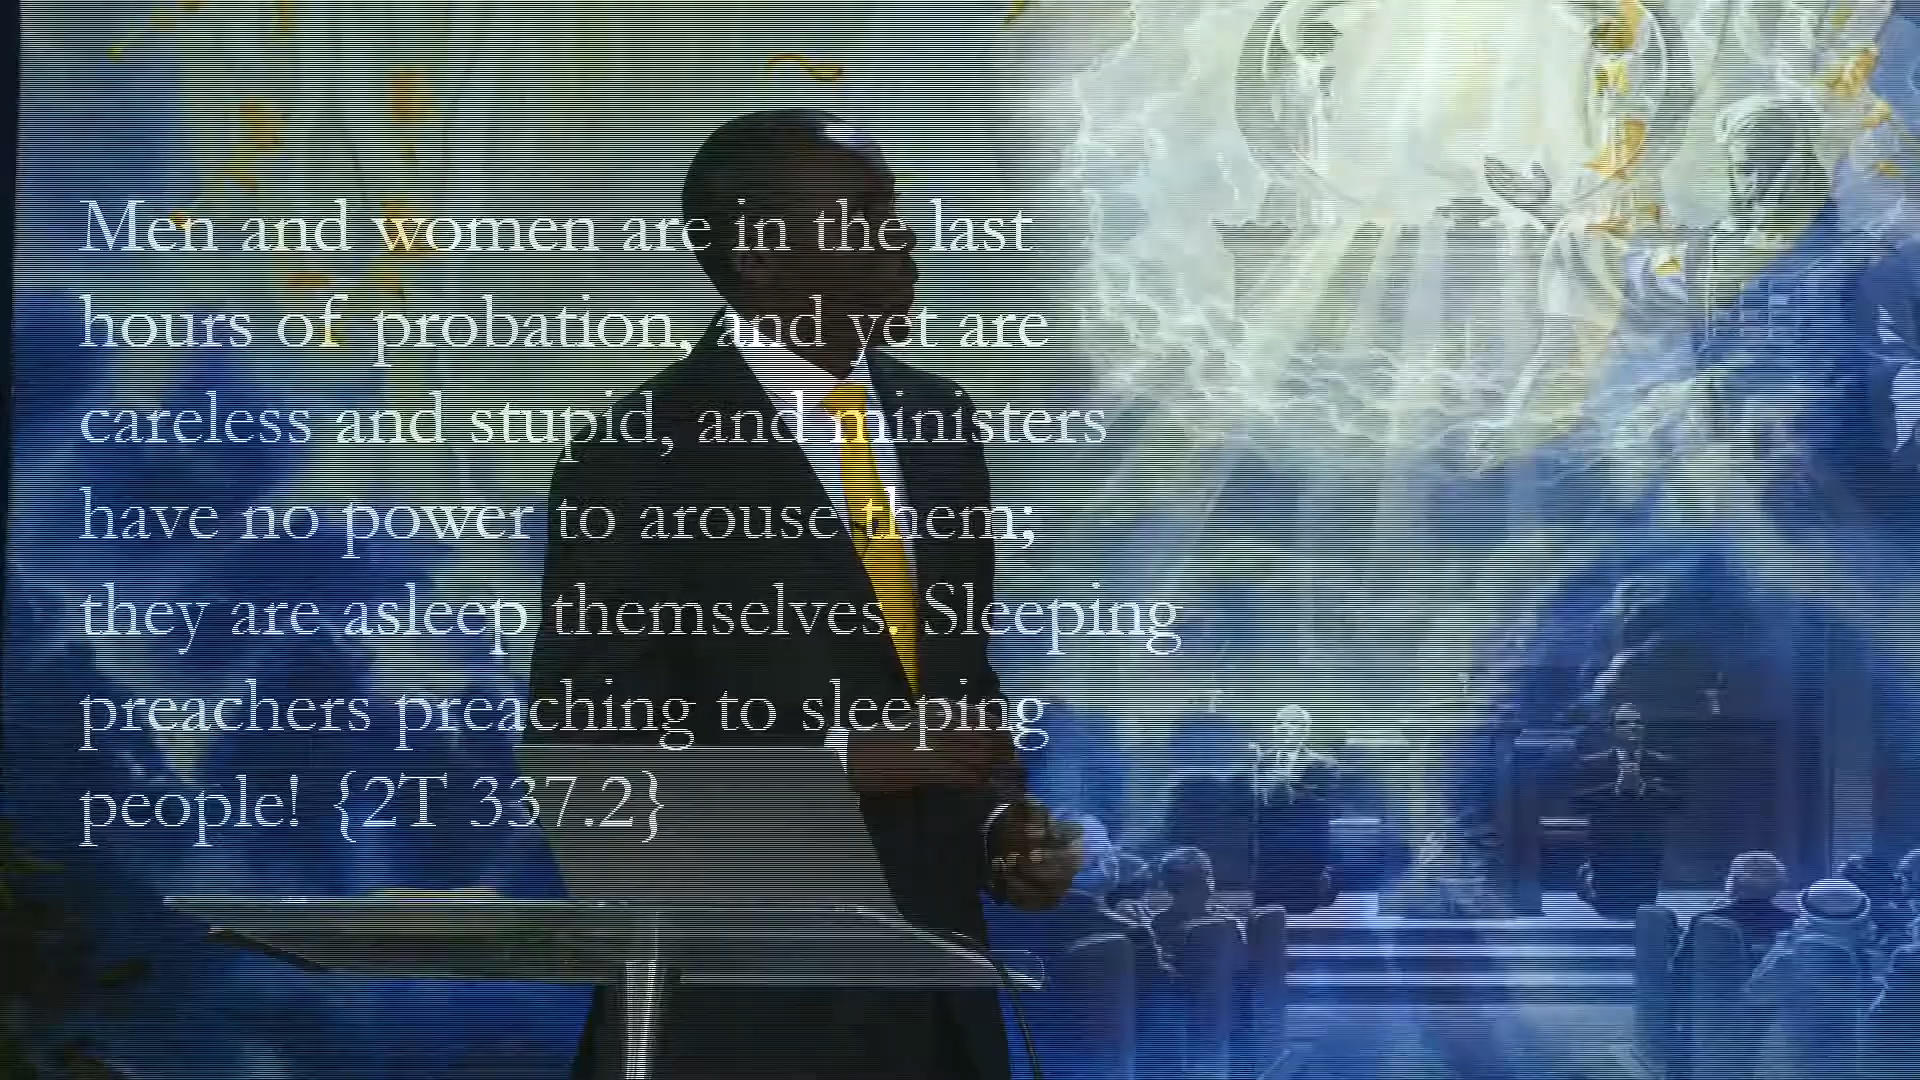 Men and women are in the last
hours of probation, and yet are
careless and stupid, and ministers
have no power to arouse them;
they are asleep themselves. Sleeping
preachers preaching to sleeping
people! {2T 337.2}